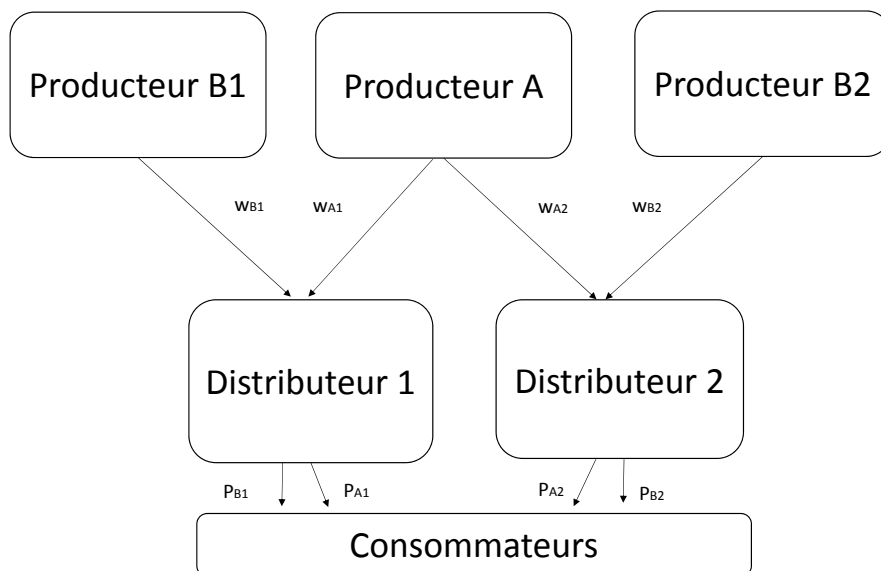 Producteur B1
Producteur A
Producteur B2
wB1
wA1
wA2
wB2
Distributeur 1
Distributeur 2
PB1
PA1
PA2
PB2
Consommateurs